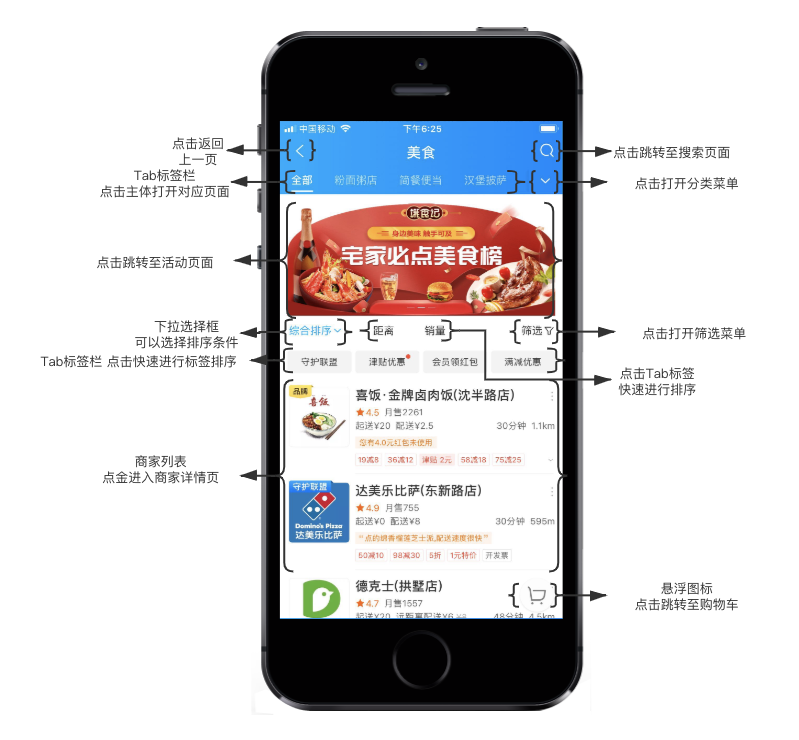 中国移动
下午6:25
点击返回
上一页
美食
点击跳转至搜索页面
Tab标签栏
点击主体打开对应页面
全部 粉面粥店 简餐便当 汉堡披萨
点击打开分类菜单
饿食记
身边美味 触手可及
宅家必点美食榜
点击跳转至活动页面
下拉选择框
可以选择排序条件
综合排序 距离 销量 筛选
点击打开筛选菜单
Tab标签栏 点击快速进行标签排序
守护联盟 津贴优惠 会员领红包 满减优惠
点击Tab标签
快速进行排序
品牌
喜饭
喜饭·金牌卤肉饭(沈半路店)
4.5 月售2261
起送¥20 配送¥2.5 30分钟 1.1km
您有4.0元红包未使用
19减8 36减12 津贴 2元 58减18 75减25
商家列表
点金进入商家详情页
守护联盟
Domino's Pizza
达美乐比萨
达美乐比萨(东新路店)
4.9 月售755
起送¥0 配送¥8 30分钟 595m
“点的绵香榴莲芝士派,配送速度很快”
50减10 98减30 5折 1元特价 开发票
德克士(拱墅店)
4.7 月售1557
起送¥20 远距离配送¥6 ¥8 48分钟 4.5km
悬浮图标
点击跳转至购物车